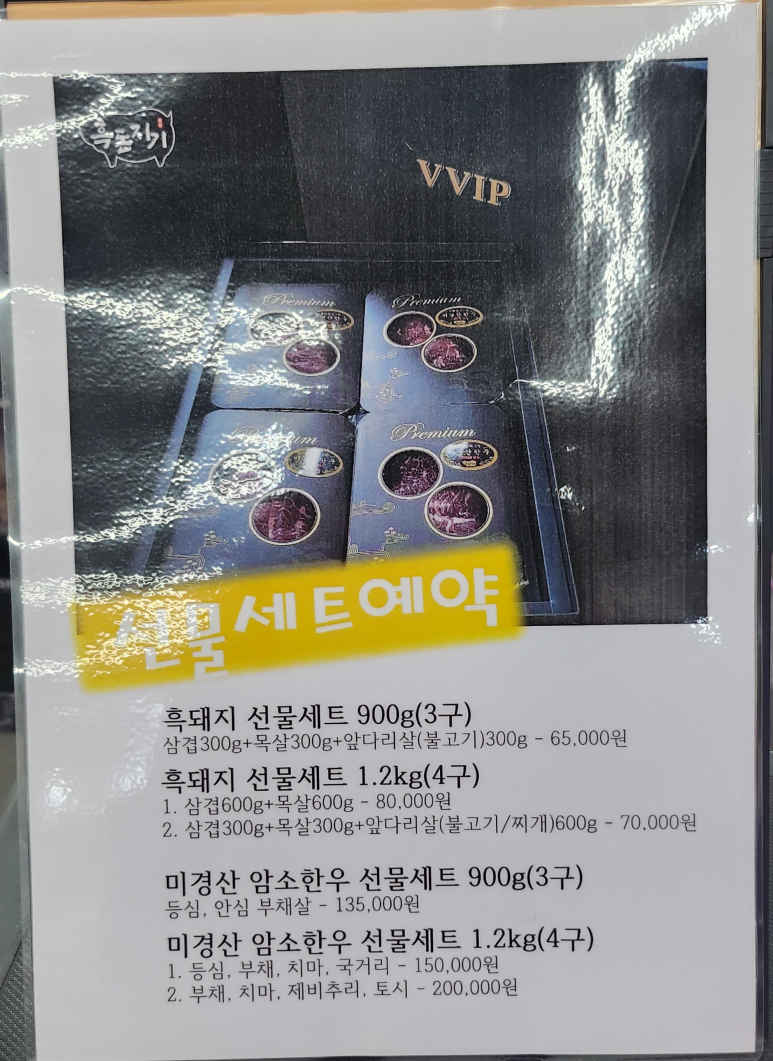 흑돈지기
VVIP
Premium
Premium
Premium
Premium
선물세트예약
흑돼지 선물세트 900g(3구)
삼겹300g+목살300g+앞다리살(불고기)300g - 65,000원
흑돼지 선물세트 1.2kg(4구)
1. 삼겹600g+목살600g - 80,000원
2. 삼겹300g+목살300g+앞다리살(불고기/찌개)600g - 70,000원
미경산 암소한우 선물세트 900g(3구)
등심, 안심 부채살 - 135,000원
미경산 암소한우 선물세트 1.2kg(4구)
1. 등심, 부채, 치마, 국거리 - 150,000원
2. 부채, 치마, 제비추리, 토시 - 200,000원